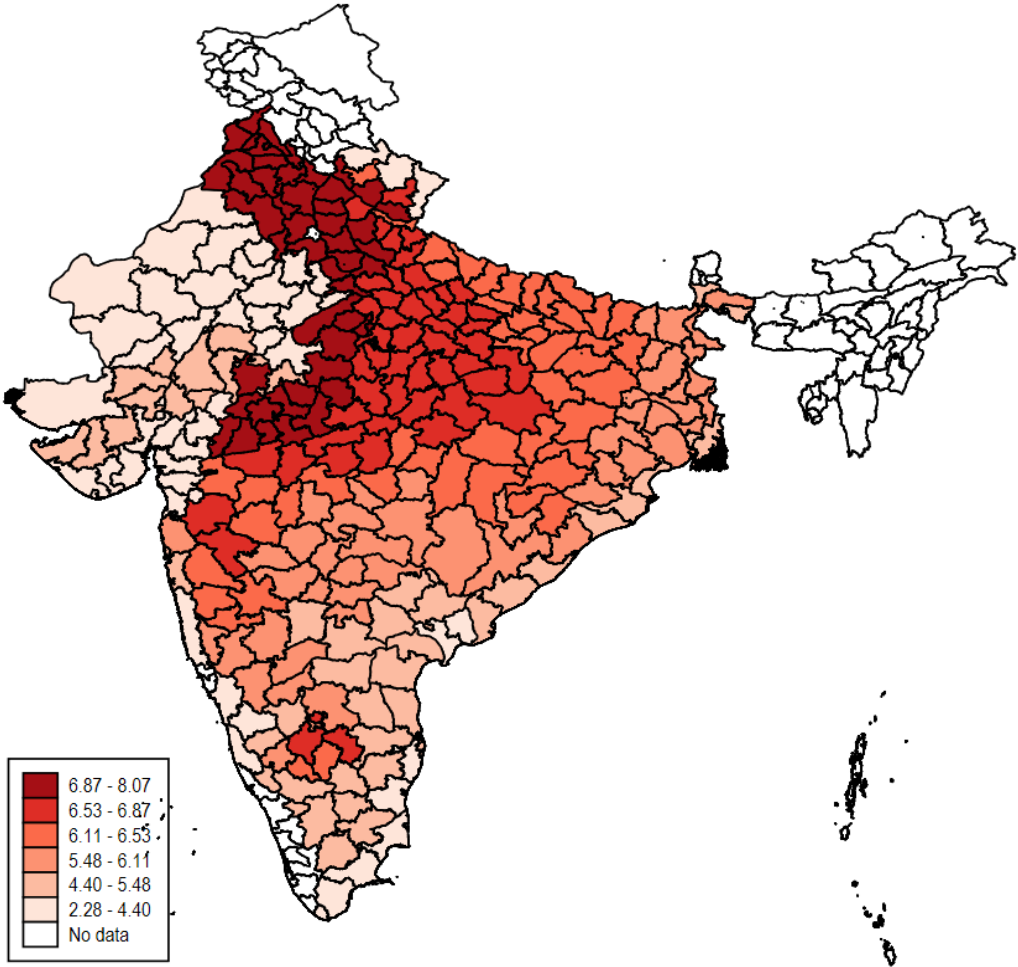 6.87 - 8.07
6.53 - 6.87
6.11 - 6.53
5.48 - 6.11
4.40 - 5.48
2.28 - 4.40
No data